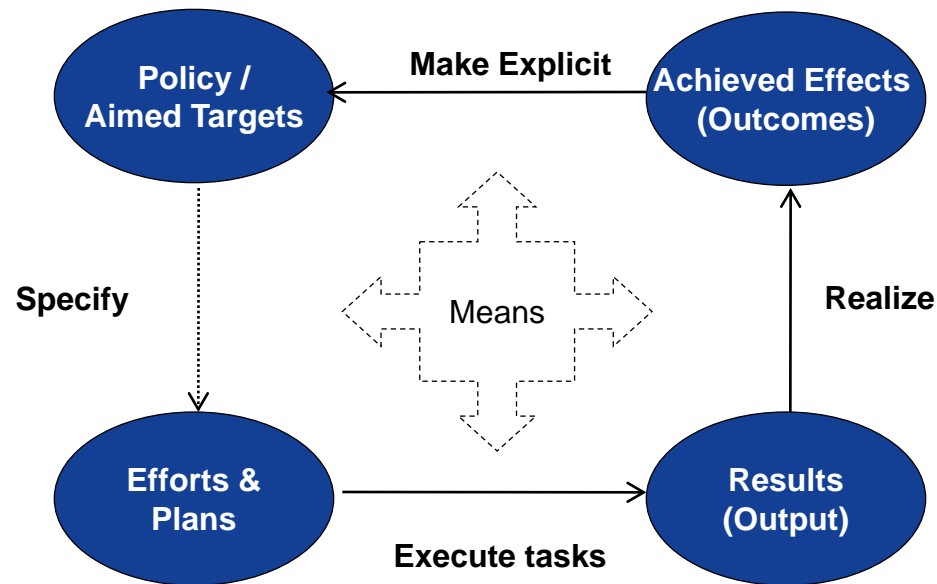 Policy /
Aimed Targets
Make Explicit
Achieved Effects
(Outcomes)
Specify
Means
Realize
Efforts &
Plans
Execute tasks
Results
(Output)